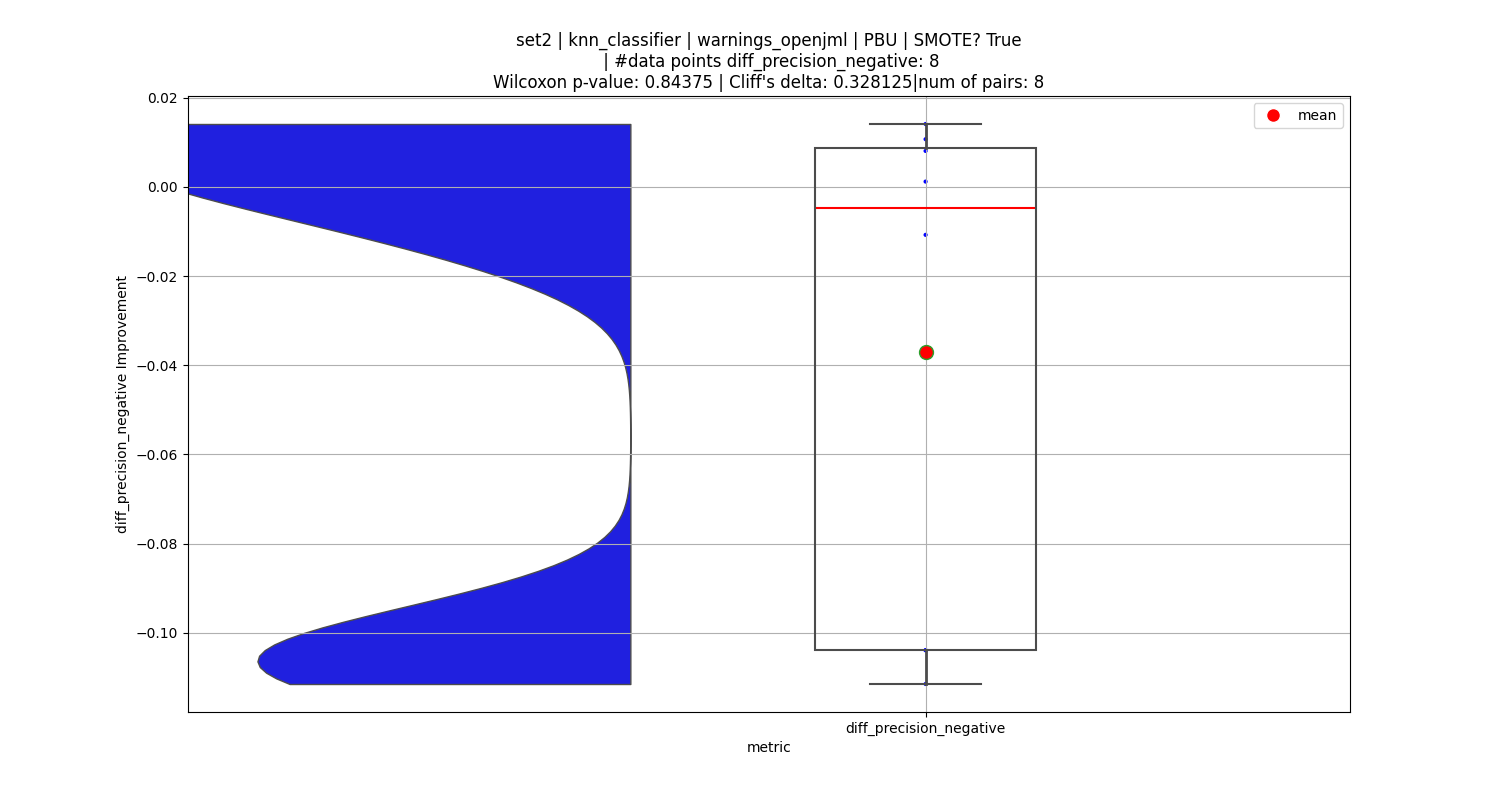 set2 | knn_classifier | warnings_openjml | PBU | SMOTE? True
| #data points diff_precision_negative: 8
Wilcoxon p-value: 0.84375 | Cliff's delta: 0.328125|num of pairs: 8
mean
0.02
0.00
−0.02
−0.04
−0.06
−0.08
−0.10
diff_precision_negative Improvement
diff_precision_negative
metric